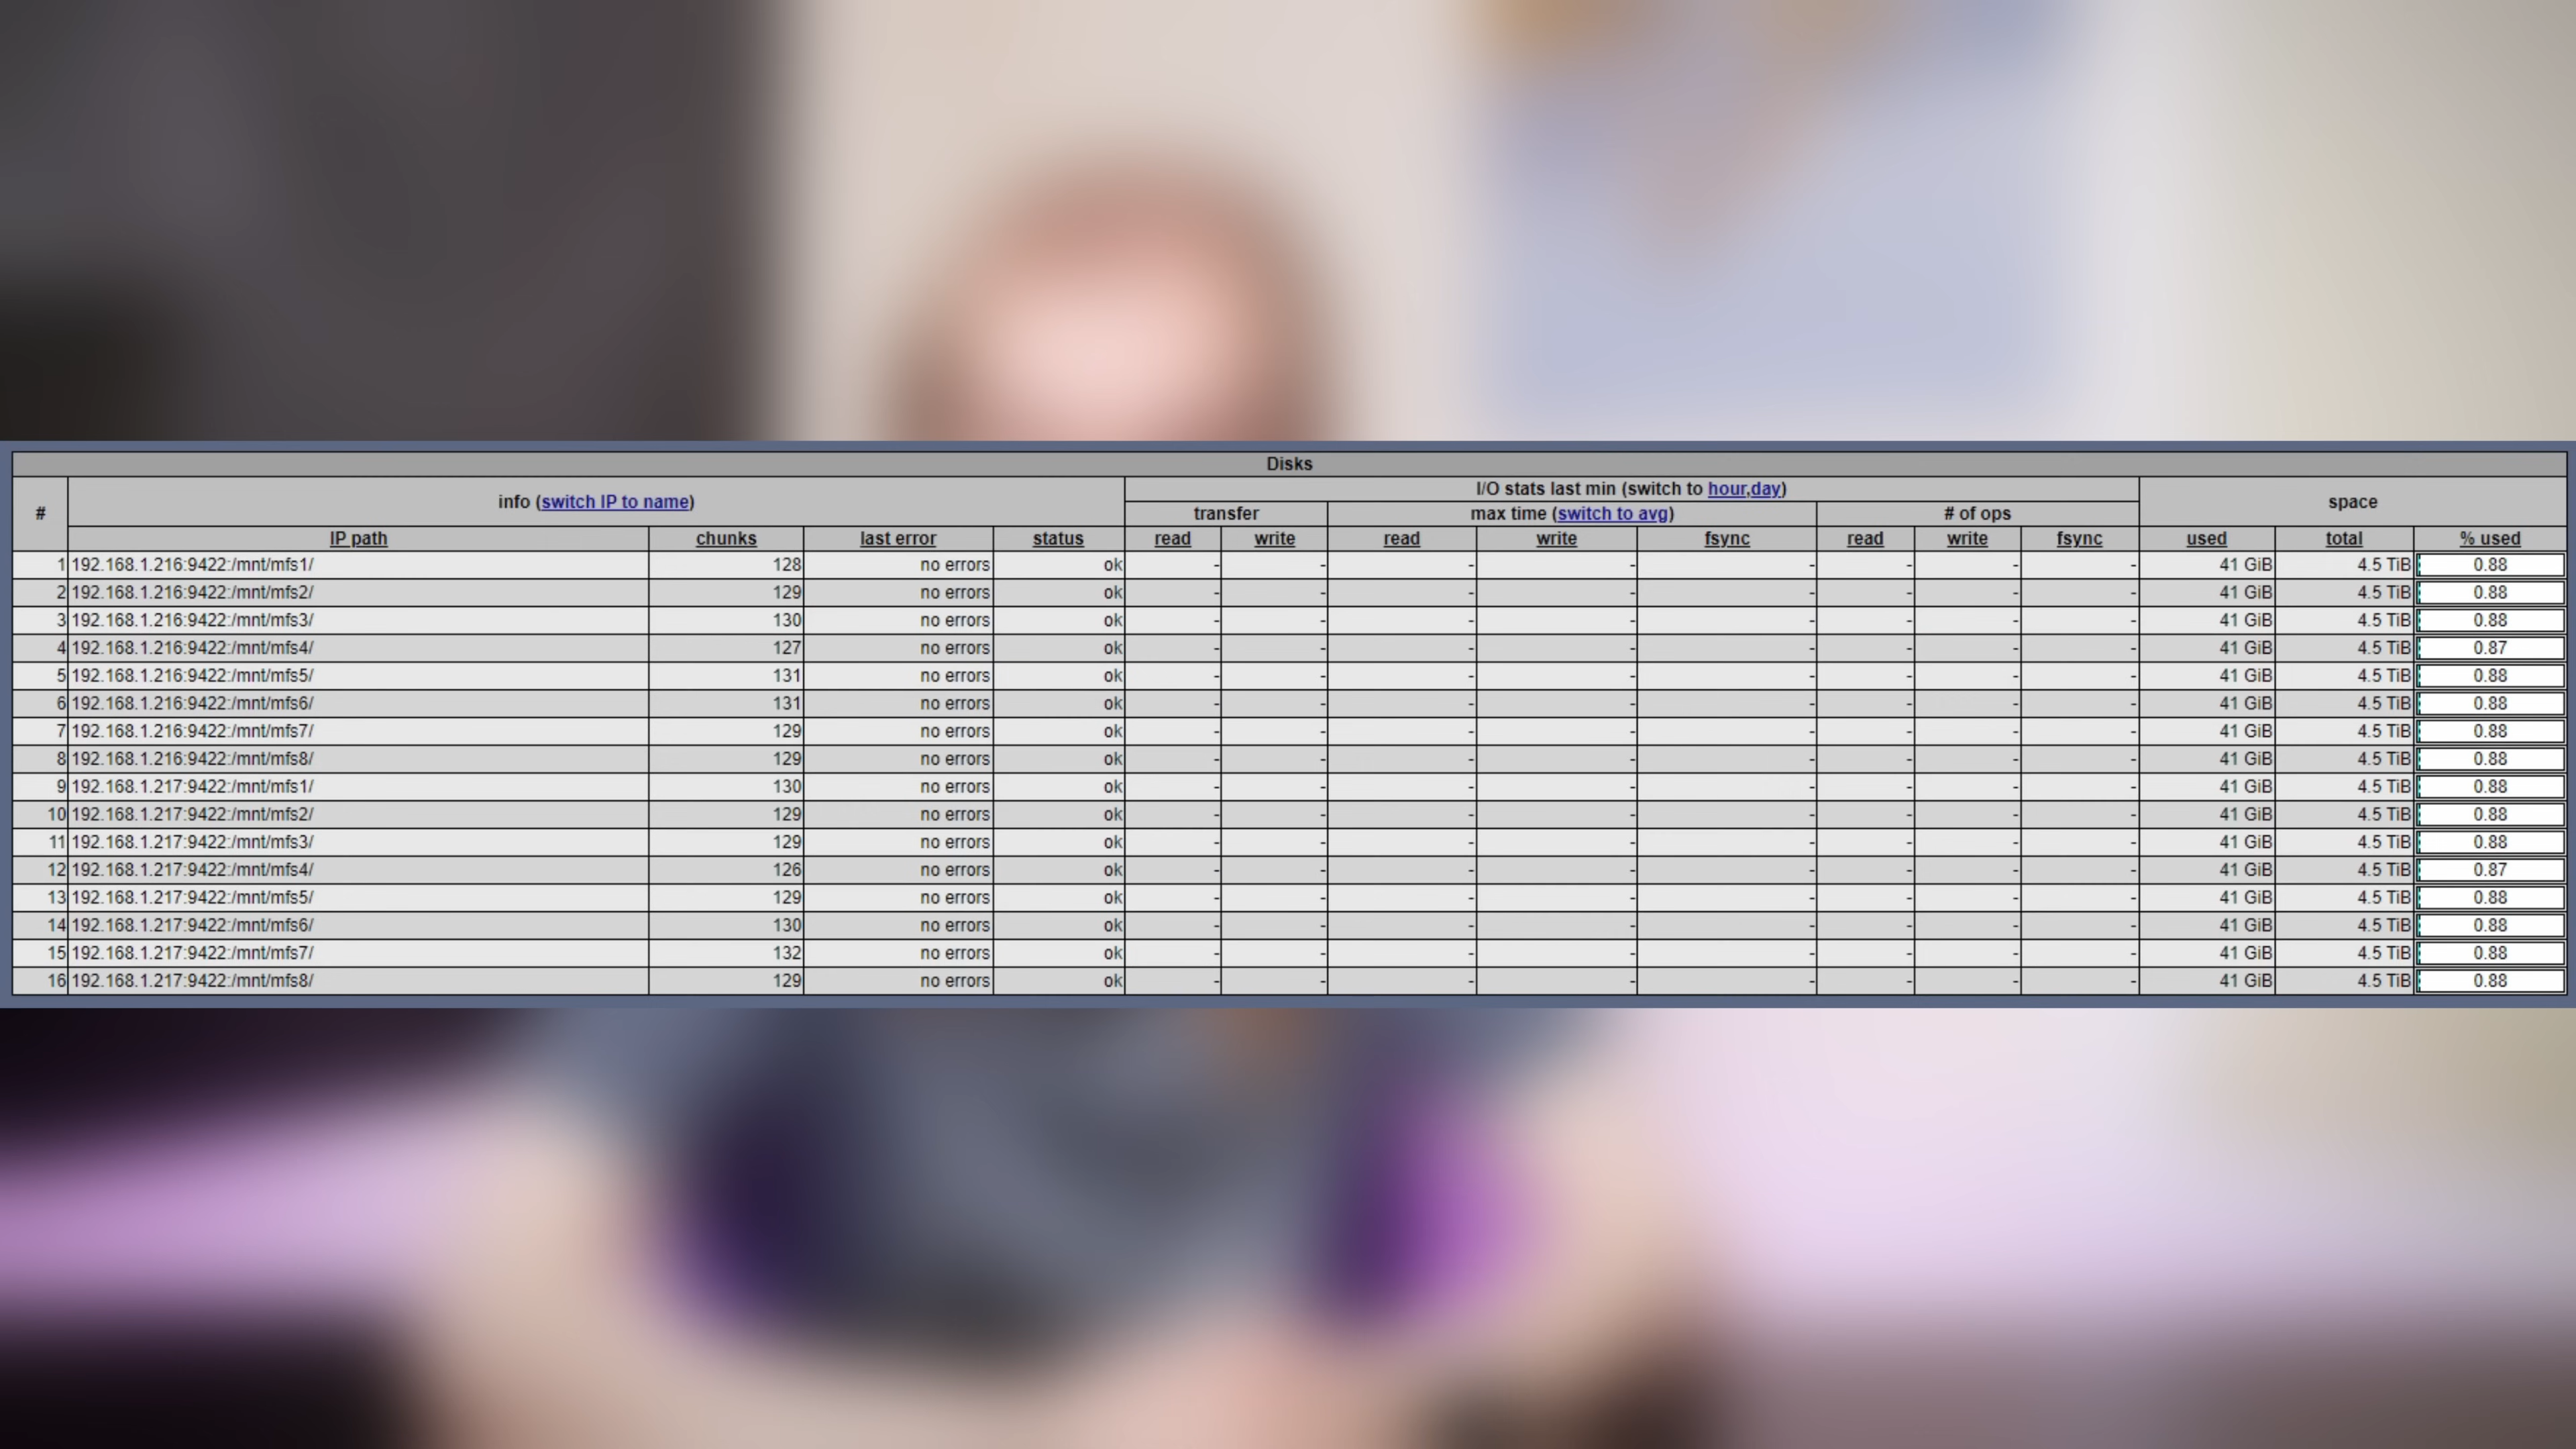 Disks
# info (switch IP to name) I/O stats last min (switch to hour,day) space
transfer max time (switch to avg) # of ops
IP path chunks last error status read write read write fsync read write fsync used total % used
1 192.168.1.216:9422:/mnt/mfs1/ 128 no errors ok - - - - - - - - 41 GiB 4.5 TiB 0.88
2 192.168.1.216:9422:/mnt/mfs2/ 129 no errors ok - - - - - - - - 41 GiB 4.5 TiB 0.88
3 192.168.1.216:9422:/mnt/mfs3/ 130 no errors ok - - - - - - - - 41 GiB 4.5 TiB 0.88
4 192.168.1.216:9422:/mnt/mfs4/ 127 no errors ok - - - - - - - - 41 GiB 4.5 TiB 0.87
5 192.168.1.216:9422:/mnt/mfs5/ 131 no errors ok - - - - - - - - 41 GiB 4.5 TiB 0.88
6 192.168.1.216:9422:/mnt/mfs6/ 131 no errors ok - - - - - - - - 41 GiB 4.5 TiB 0.88
7 192.168.1.216:9422:/mnt/mfs7/ 129 no errors ok - - - - - - - - 41 GiB 4.5 TiB 0.88
8 192.168.1.216:9422:/mnt/mfs8/ 129 no errors ok - - - - - - - - 41 GiB 4.5 TiB 0.88
9 192.168.1.217:9422:/mnt/mfs1/ 130 no errors ok - - - - - - - - 41 GiB 4.5 TiB 0.88
10 192.168.1.217:9422:/mnt/mfs2/ 129 no errors ok - - - - - - - - 41 GiB 4.5 TiB 0.88
11 192.168.1.217:9422:/mnt/mfs3/ 129 no errors ok - - - - - - - - 41 GiB 4.5 TiB 0.88
12 192.168.1.217:9422:/mnt/mfs4/ 126 no errors ok - - - - - - - - 41 GiB 4.5 TiB 0.87
13 192.168.1.217:9422:/mnt/mfs5/ 129 no errors ok - - - - - - - - 41 GiB 4.5 TiB 0.88
14 192.168.1.217:9422:/mnt/mfs6/ 130 no errors ok - - - - - - - - 41 GiB 4.5 TiB 0.88
15 192.168.1.217:9422:/mnt/mfs7/ 132 no errors ok - - - - - - - - 41 GiB 4.5 TiB 0.88
16 192.168.1.217:9422:/mnt/mfs8/ 129 no errors ok - - - - - - - - 41 GiB 4.5 TiB 0.88